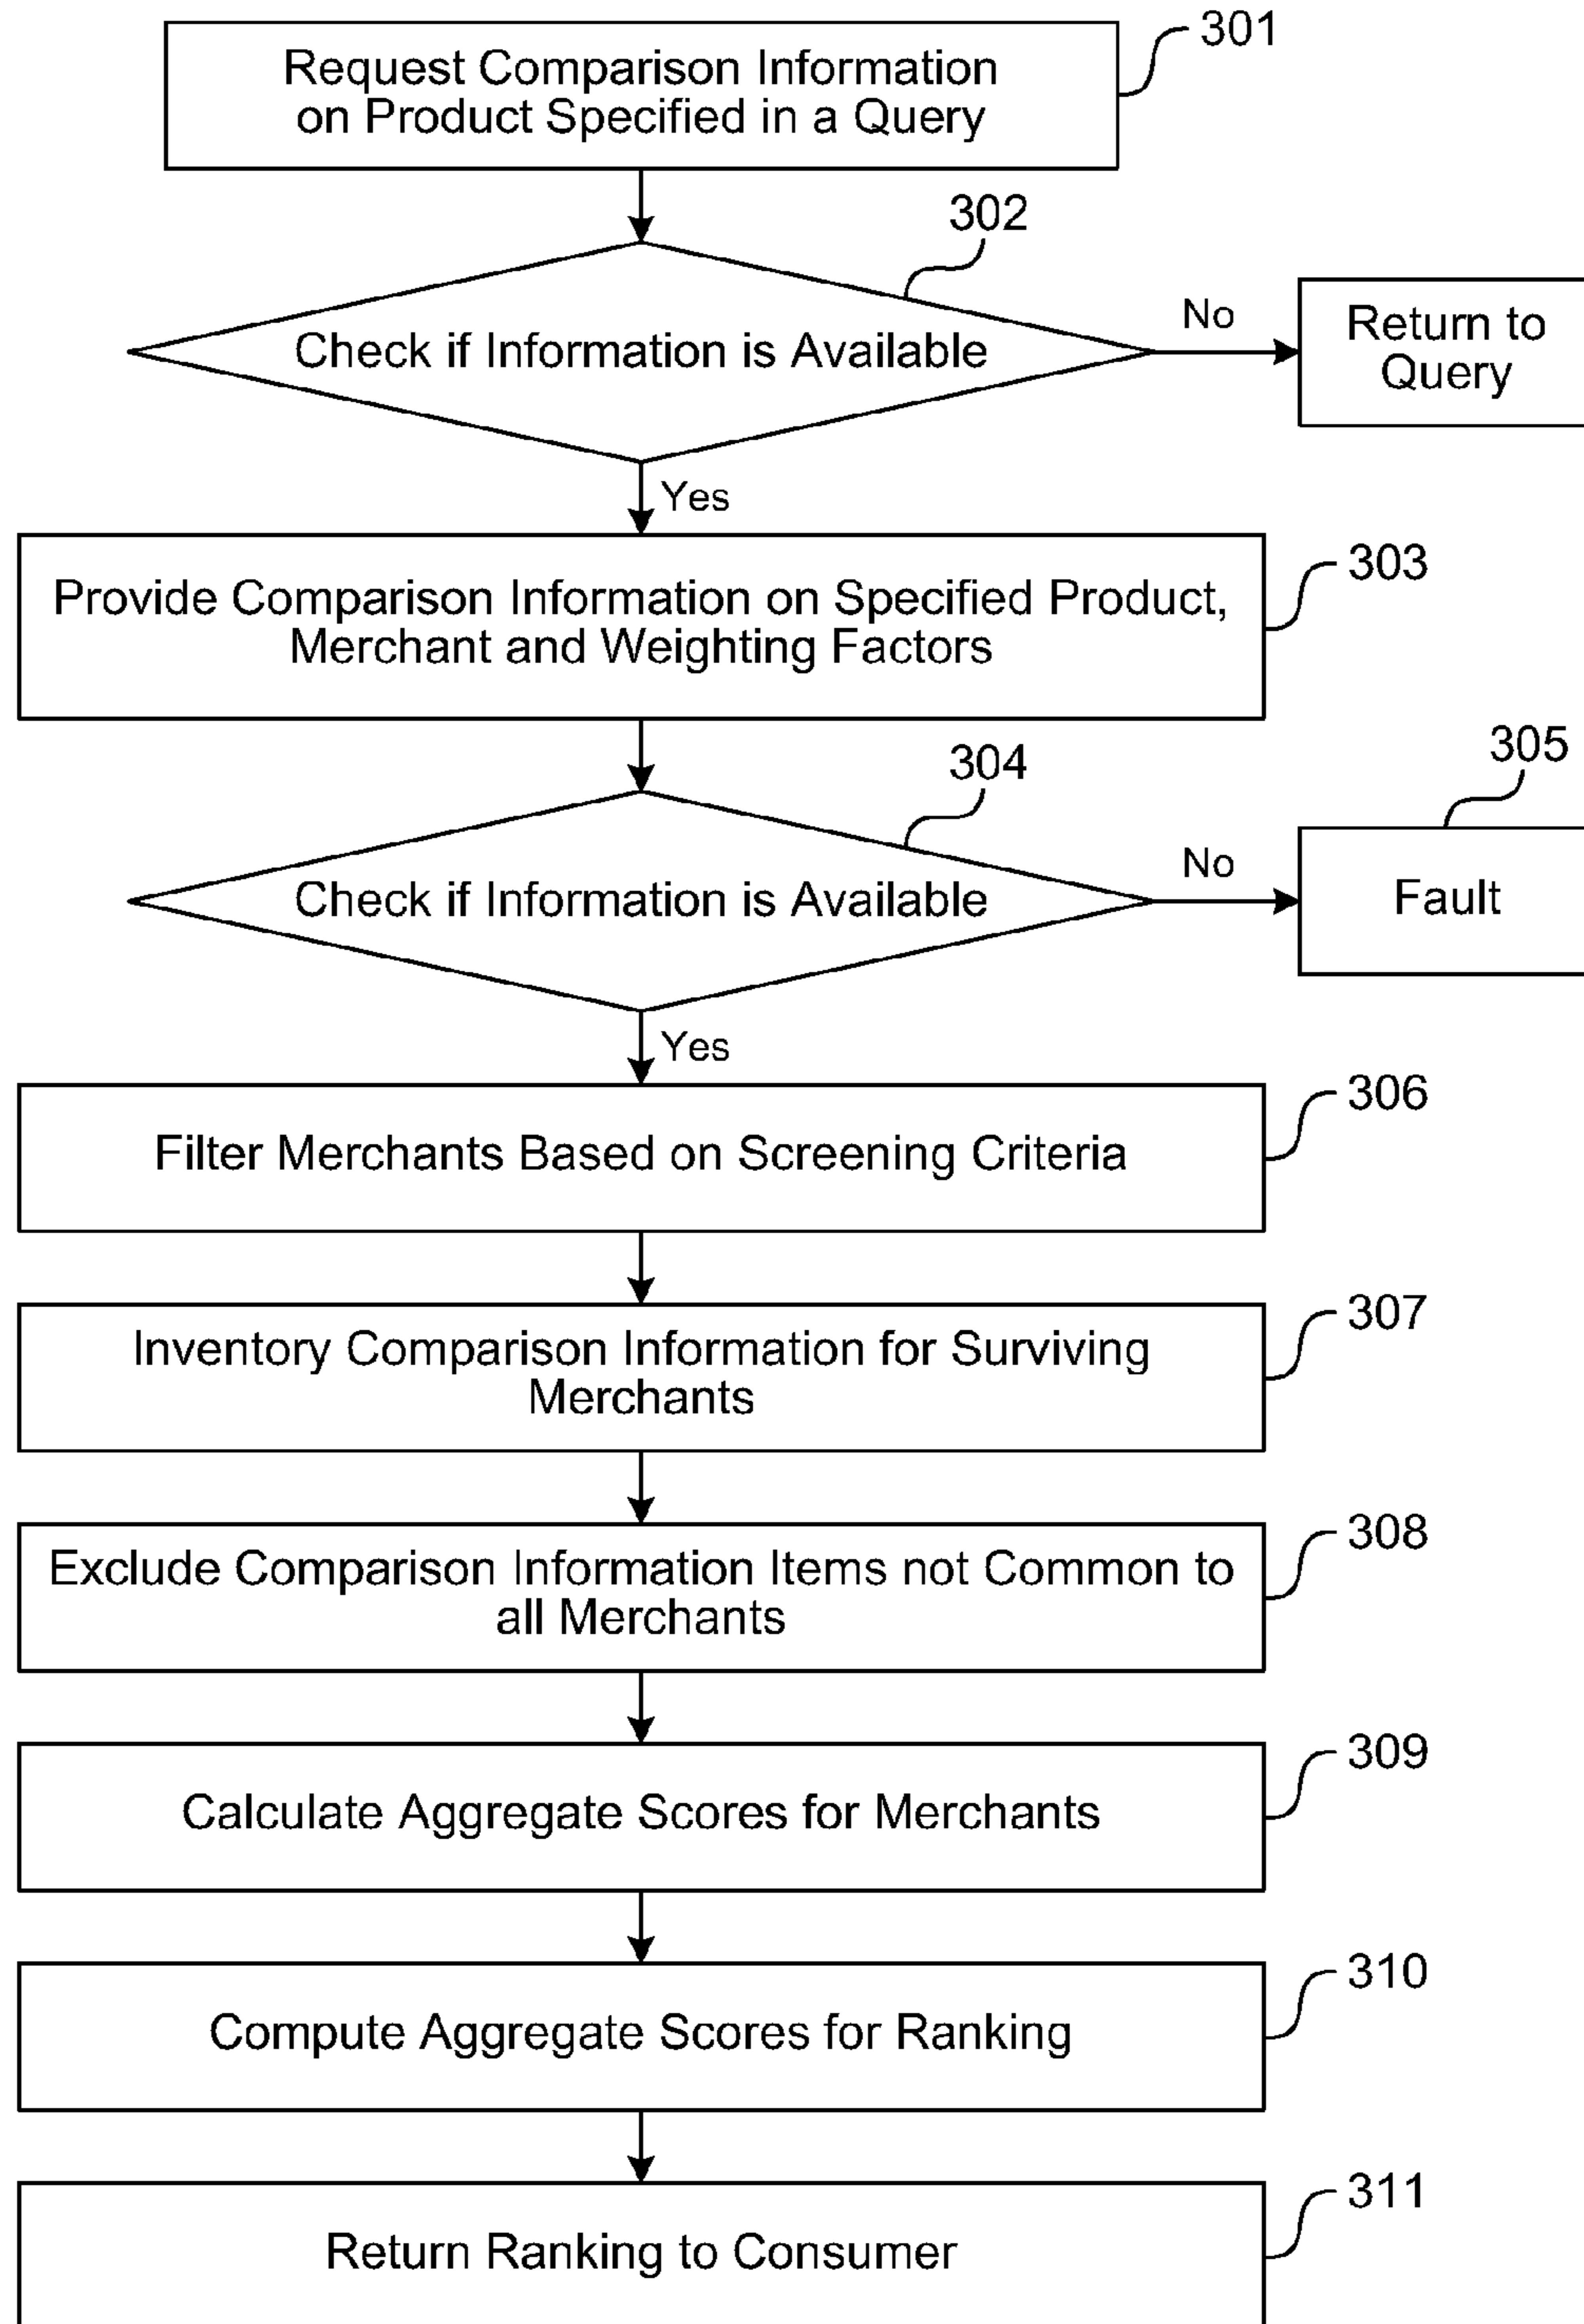 301
Request Comparison Information
on Product Specified in a Query
302
Check if Information is Available
No
Return to
Query
Yes
303
Provide Comparison Information on Specified Product,
Merchant and Weighting Factors
304
305
Check if Information is Available
No
Fault
Yes
306
Filter Merchants Based on Screening Criteria
307
Inventory Comparison Information for Surviving
Merchants
308
Exclude Comparison Information Items not Common to
all Merchants
309
Calculate Aggregate Scores for Merchants
310
Compute Aggregate Scores for Ranking
311
Return Ranking to Consumer